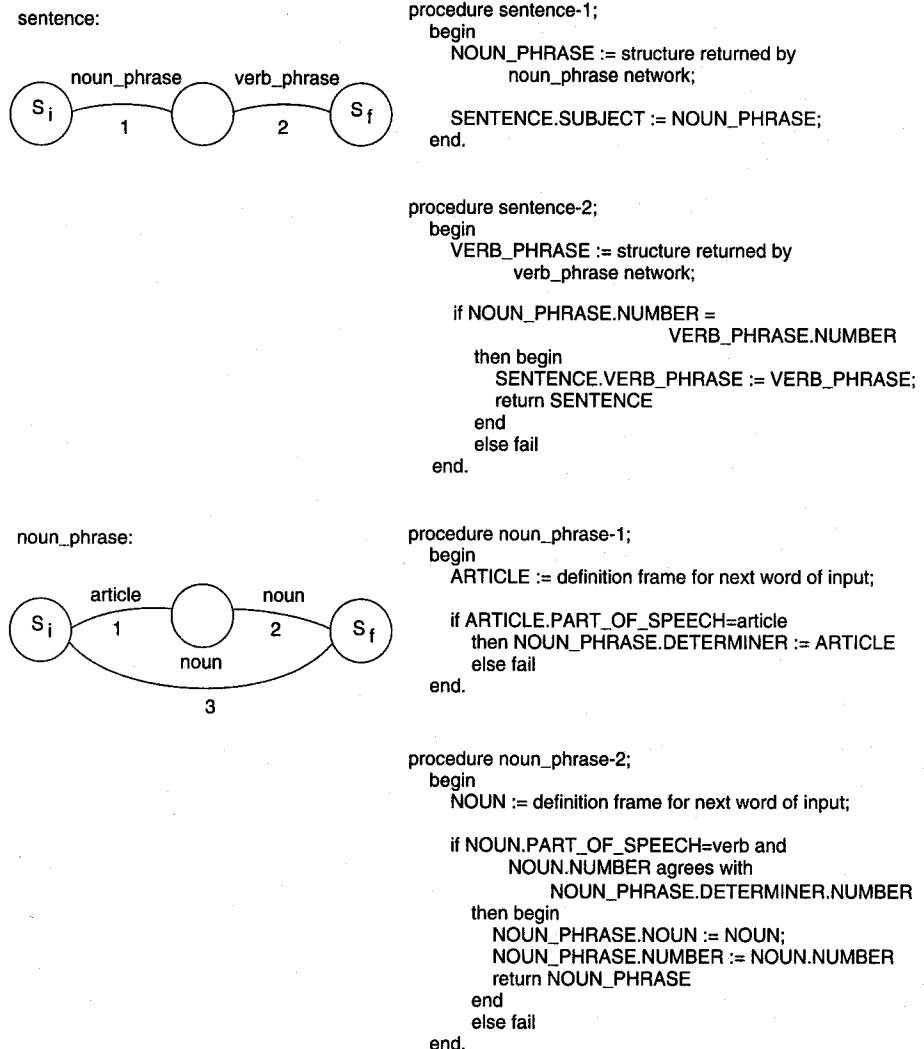 sentence:
noun_phrase verb_phrase
Si Sf
1 2
procedure sentence-1;
begin
NOUN_PHRASE := structure returned by
noun_phrase network;
SENTENCE.SUBJECT := NOUN_PHRASE;
end.
procedure sentence-2;
begin
VERB_PHRASE := structure returned by
verb_phrase network;
if NOUN_PHRASE.NUMBER =
VERB_PHRASE.NUMBER
then begin
SENTENCE.VERB_PHRASE := VERB_PHRASE;
return SENTENCE
end
else fail
end.
noun_phrase:
article noun
Si Sf
1 2
noun
3
procedure noun_phrase-1;
begin
ARTICLE := definition frame for next word of input;
if ARTICLE.PART_OF_SPEECH=article
then NOUN_PHRASE.DETERMINER := ARTICLE
else fail
end.
procedure noun_phrase-2;
begin
NOUN := definition frame for next word of input;
if NOUN.PART_OF_SPEECH=verb and
NOUN.NUMBER agrees with
NOUN_PHRASE.DETERMINER.NUMBER
then begin
NOUN_PHRASE.NOUN := NOUN;
NOUN_PHRASE.NUMBER := NOUN.NUMBER
return NOUN_PHRASE
end
else fail
end.